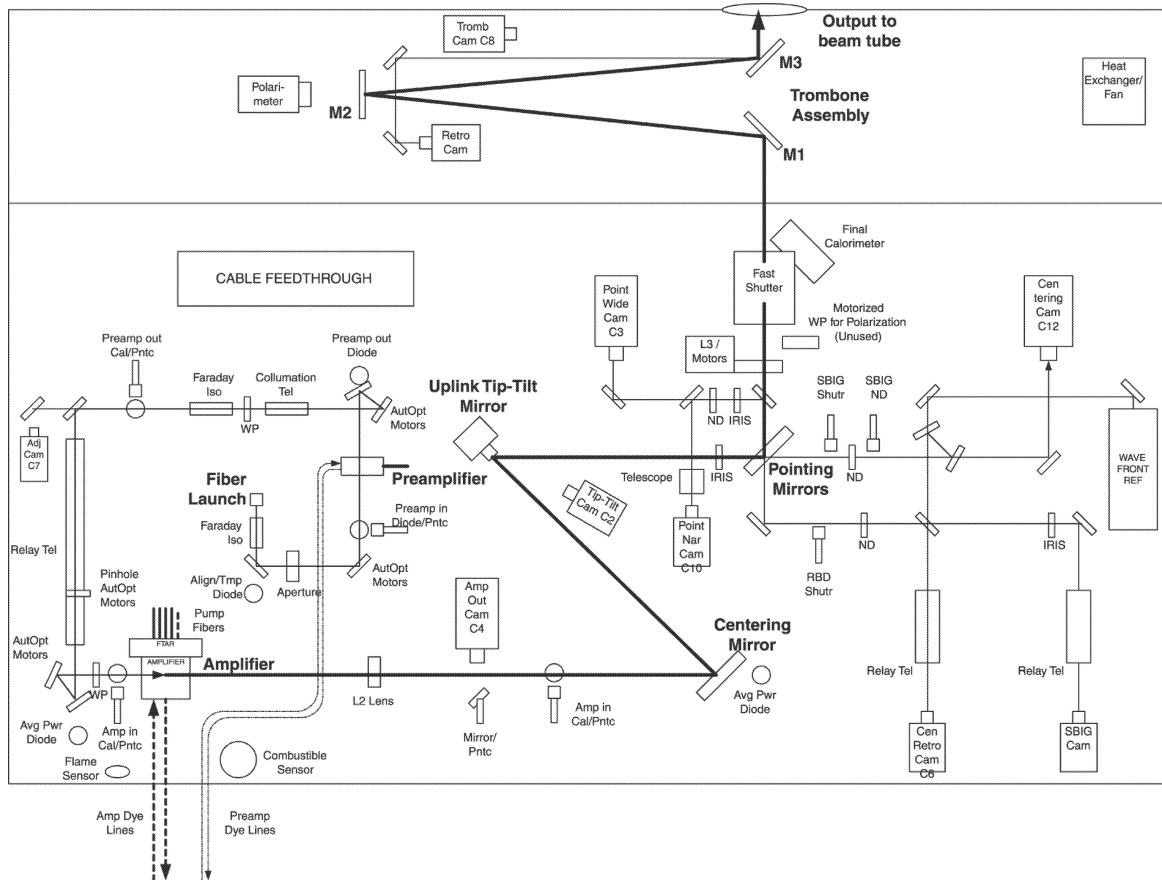 Output to
beam tube
Tromb
Cam C8
M3
Heat
Exchanger/
Fan
Polari-
meter
M2
Trombone
Assembly
Retro
Cam
M1
Final
Calorimeter
CABLE FEEDTHROUGH
Fast
Shutter
Point
Wide
Cam
C3
Cen
tering
Cam
C12
Motorized
WP for Polarization
(Unused)
Preamp out
Cal/Pntc
Preamp out
Diode
L3 /
Motors
Faraday
Iso
Collumation
Tel
Uplink Tip-Tilt
Mirror
SBIG
Shutr
SBIG
ND
WP
AutOpt
Motors
ND
IRIS
Adj
Cam
C7
Preamplifier
Telescope
IRIS
Pointing
Mirrors
ND
WAVE
FRONT
REF
Fiber
Launch
Tip-Tilt
Cam C2
Preamp in
Diode/Pntc
Faraday
Iso
Point
Nar
Cam
C10
ND
IRIS
Relay Tel
AutOpt
Motors
RBD
Shutr
Align/Tmp
Diode
Aperture
Pinhole
AutOpt
Motors
Pump
Fibers
Amp
Out
Cam
C4
Centering
Mirror
AutOpt
Motors
FTAR
AMPLIFIER
Amplifier
Relay Tel
Relay Tel
WP
L2 Lens
Avg Pwr
Diode
Avg Pwr
Diode
Amp in
Cal/Pntc
Mirror/
Pntc
Amp in
Cal/Pntc
Cen
Retro
Cam
C6
SBIG
Cam
Flame
Sensor
Combustible
Sensor
Amp Dye
Lines
Preamp
Dye Lines